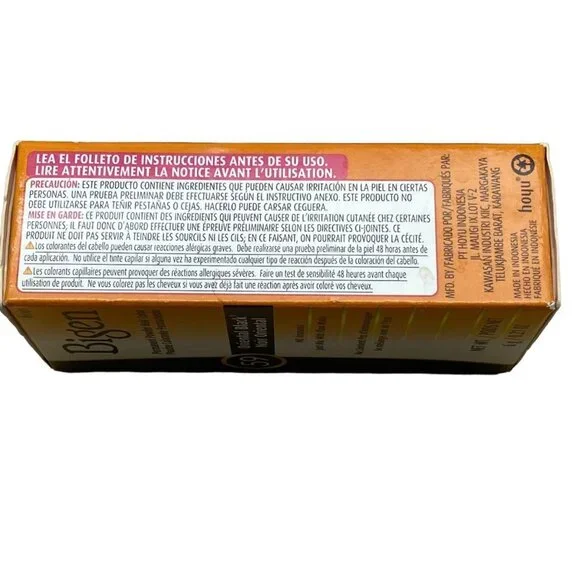 LEA EL FOLLETO DE INSTRUCCIONES ANTES DE SU USO.
LIRE ATTENTIVEMENT LA NOTICE AVANT L'UTILISATION.
PRECAUCIÓN: ESTE PRODUCTO CONTIENE INGREDIENTES QUE PUEDEN CAUSAR IRRITACIÓN EN LA PIEL EN CIERTAS
PERSONAS. UNA PRUEBA PRELIMINAR DEBE EFECTUARSE SEGÚN EL INSTRUCTIVO ANEXO. ESTE PRODUCTO NO
DEBE UTILIZARSE PARA TEÑIR PESTAÑAS O CEJAS. HACERLO PUEDE CARSAR CEGUERA.
MISE EN GARDE: CE PRODUIT CONTIENT DES INGREDIENTS QUI PEUVENT CAUSER DE L'IRRITATION CUTANÉE CHEZ CERTAINES
PERSONNES; IL FAUT DONC D'ABORD EFFECTUER UNE ÉPREUVE PRÉLIMINAIRE SELON LES DIRECTIVES CI-JOINTES. CE
PRODUIT NE DOIT PAS SERVIR À TEINDRE LES SOURCILS NI LES CILS; EN CE FAISANT, ON POURRAIT PROVOQUER LA CÉCITÉ.
⚠Los colorantes del cabello pueden causar reacciones alérgicas graves. Debe realizarse una prueba preliminar de la piel 48 horas antes de
cada aplicación. No utilice el tinte capilar si alguna vez ha experimentado cualquier tipo de reacción después de la coloración del cabello.
⚠Les colorants capillaires peuvent provoquer des réactions allergiques sévères. Faire un test de sensibilité 48 heures avant chaque
utilisation de produit. Ne vous colorez pas les cheveux si vous avez déjà fait une réaction après avoir coloré vos cheveux.
MFD. BY/FABRICADO POR/FABRIQUÉS PAR:
PT HOYU INDONESIA
JL. MALIGI III LOT V-2
KAWASAN INDUSTRI KIIC, MARGAKAYA
TELUKJAMBE BARAT, KARAWANG
MADE IN INDONESIA
HECHO EN INDONESIA
FABRIQUÉ EN INDONÉSIE
hoyu
Bigen
59
Oriental Black
Noir Oriental